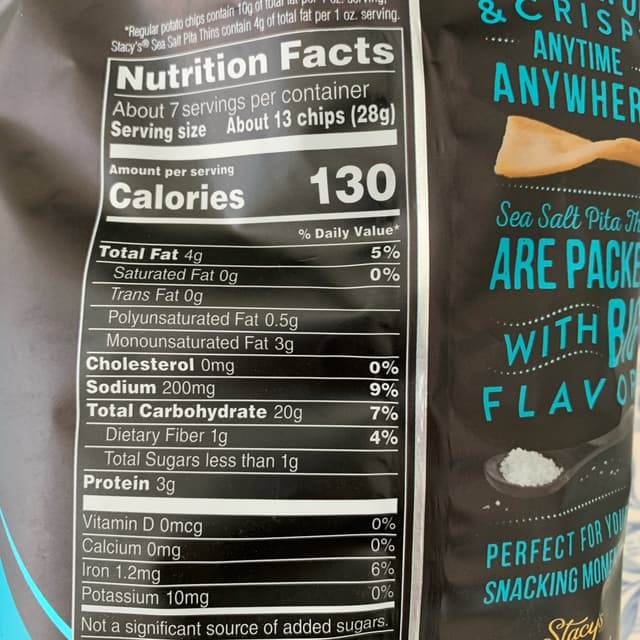 *Regular potato chips contain 10g of total fat per 1 oz. serving,
Stacy's® Sea Salt Pita Thins contain 4g of total fat per 1 oz. serving.
Nutrition Facts
About 7 servings per container
Serving size About 13 chips (28g)
Amount per serving
Calories 130
% Daily Value*
Total Fat 4g 5%
Saturated Fat 0g 0%
Trans Fat 0g
Polyunsaturated Fat 0.5g
Monounsaturated Fat 3g
Cholesterol 0mg 0%
Sodium 200mg 9%
Total Carbohydrate 20g 7%
Dietary Fiber 1g 4%
Total Sugars less than 1g
Protein 3g
Vitamin D 0mcg 0%
Calcium 0mg 0%
Iron 1.2mg 6%
Potassium 10mg 0%
Not a significant source of added sugars.
& CRISP
ANYTIME
ANYWHER
Sea Salt Pita Th
ARE PACKE
WITH BI
FLAVO
PERFECT FOR YOU
SNACKING MOME
Stacy's